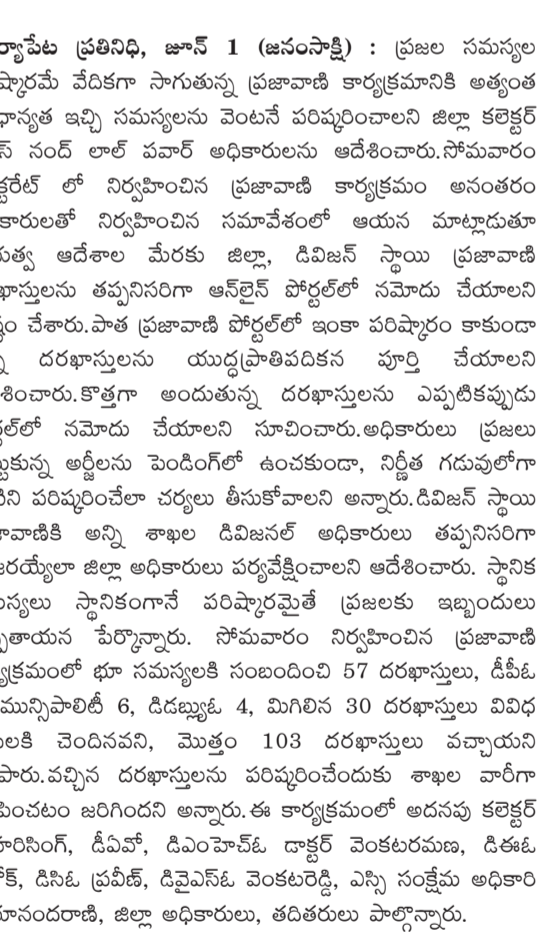 ర్యాపేట ప్రతినిధి, జూన్ 1 (జనంసాక్షి) : ప్రజల సమస్యల
ష్కారమే వేదికగా సాగుతున్న ప్రజావాణి కార్యక్రమానికి అత్యంత
ధాన్యత ఇచ్చి సమస్యలను వెంటనే పరిష్కరించాలని జిల్లా కలెక్టర్
స్ నంద్ లాల్ పవార్ అధికారులను ఆదేశించారు.సోమవారం
క్టరేట్ లో నిర్వహించిన ప్రజావాణి కార్యక్రమం అనంతరం
కారులతో నిర్వహించిన సమావేశంలో ఆయన మాట్లాడుతూ
రుత్వ ఆదేశాల మేరకు జిల్లా, డివిజన్ స్థాయి ప్రజావాణి
ఖాస్తులను తప్పనిసరిగా ఆన్‌లైన్ పోర్టల్‌లో నమోదు చేయాలని
ష్టం చేశారు.పాత ప్రజావాణి పోర్టల్‌లో ఇంకా పరిష్కారం కాకుండా
దరఖాస్తులను యుద్ధప్రాతిపదికన పూర్తి చేయాలని
శించారు.కొత్తగా అందుతున్న దరఖాస్తులను ఎప్పటికప్పుడు
ర్టల్‌లో నమోదు చేయాలని సూచించారు.అధికారులు ప్రజలు
ట్టుకున్న అర్జీలను పెండింగ్‌లో ఉంచకుండా, నిర్ణీత గడువులోగా
టిని పరిష్కరించేలా చర్యలు తీసుకోవాలని అన్నారు.డివిజన్ స్థాయి
జావాణికి అన్ని శాఖల డివిజనల్ అధికారులు తప్పనిసరిగా
జరయ్యేలా జిల్లా అధికారులు పర్యవేక్షించాలని ఆదేశించారు. స్థానిక
మస్యలు స్థానికంగానే పరిష్కారమైతే ప్రజలకు ఇబ్బందులు
ప్పుతాయన పేర్కొన్నారు. సోమవారం నిర్వహించిన ప్రజావాణి
ర్యక్రమంలో భూ సమస్యలకి సంబందించి 57 దరఖాస్తులు, డీపీఓ
మున్సిపాలిటీ 6, డిడబ్ల్యుఓ 4, మిగిలిన 30 దరఖాస్తులు వివిధ
ఖలకి చెందినవని, మొత్తం 103 దరఖాస్తులు వచ్చాయని
పారు.వచ్చిన దరఖాస్తులను పరిష్కరించేందుకు శాఖల వారీగా
పించటం జరిగిందని అన్నారు.ఈ కార్యక్రమంలో అదనపు కలెక్టర్
హరిసింగ్, డీఏవో, డిఎంహెచ్ఓ డాక్టర్ వెంకటరమణ, డిఈఓ
క్, డిసిఓ ప్రవీణ్, డివైఎస్ఓ వెంకటరెడ్డి, ఎస్సి సంక్షేమ అధికారి
యానందరాణి, జిల్లా అధికారులు, తదితరులు పాల్గొన్నారు.